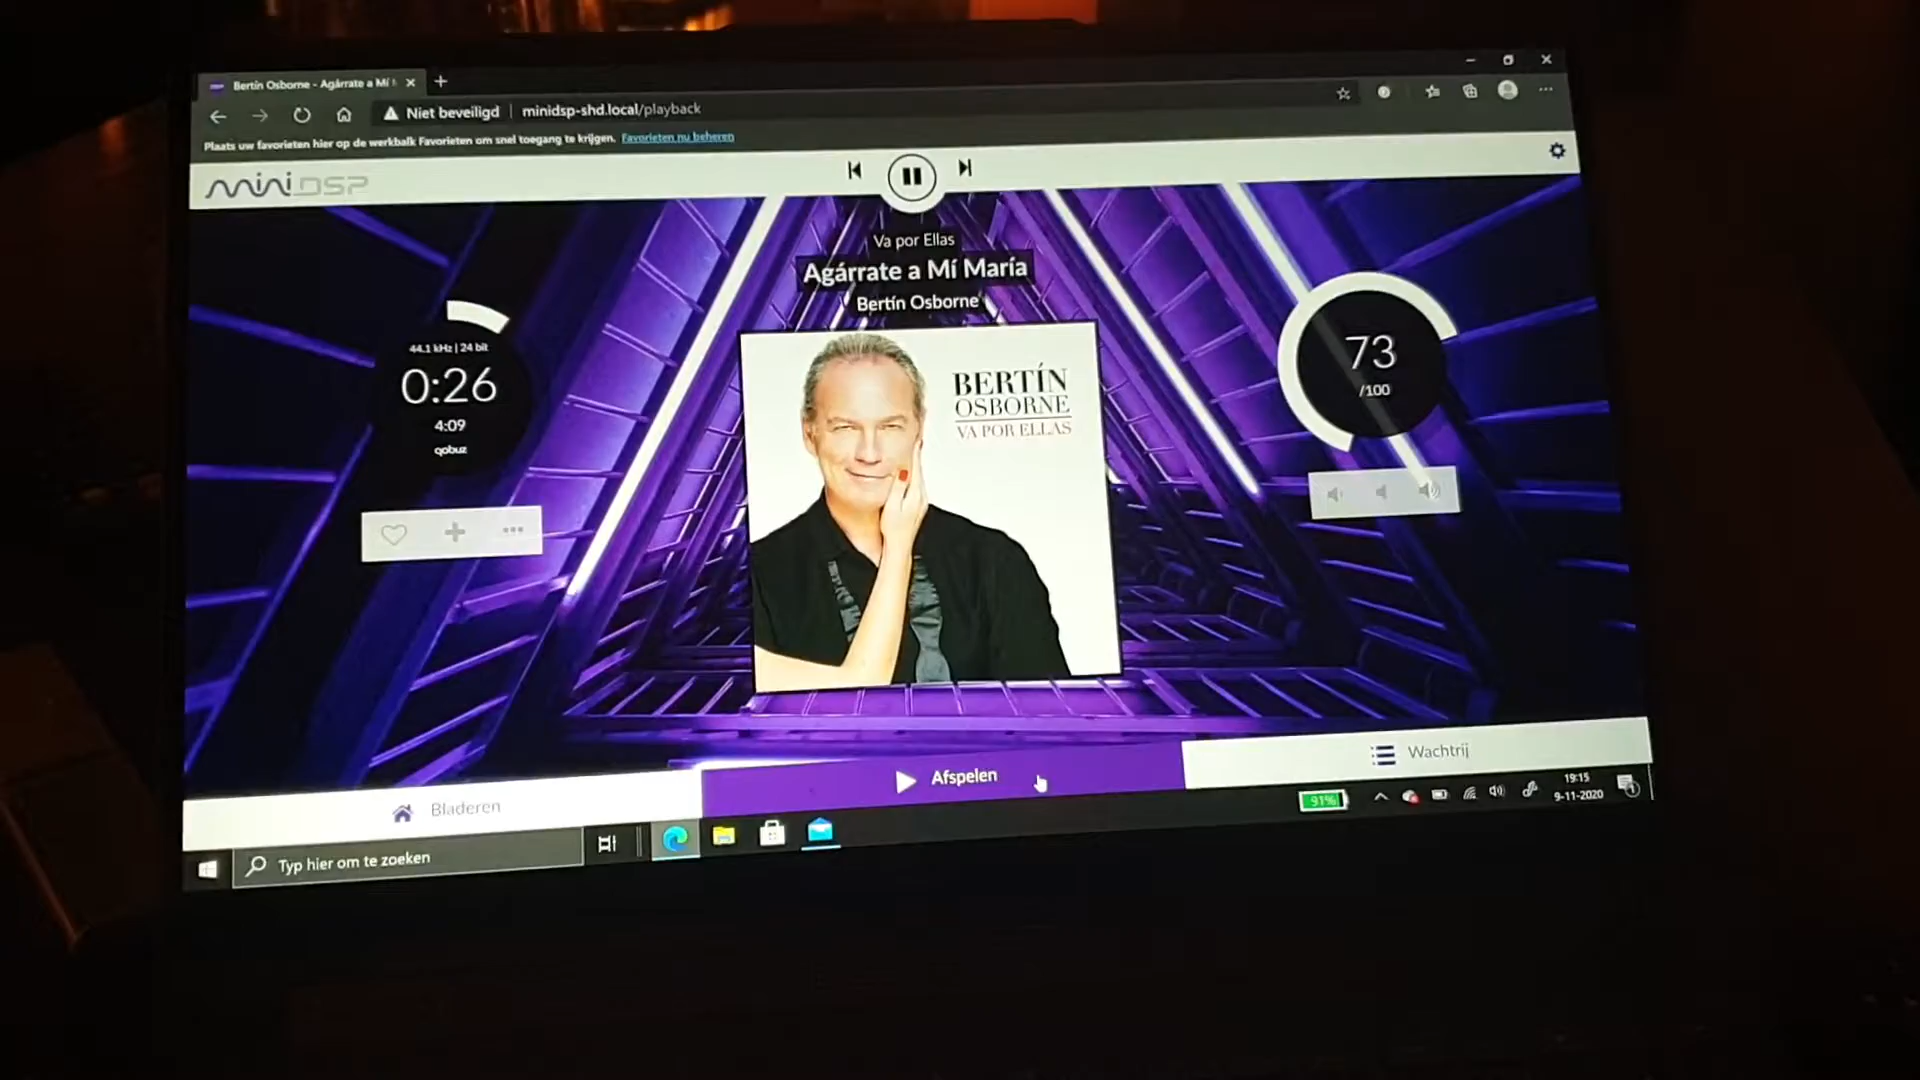 Bertín Osborne - Agárrate a Mí
Niet beveiligd | minidsp-shd.local/playback
Plaats uw favorieten hier op de werkbalk Favorieten om snel toegang te krijgen. Favorieten nu beheren
miniDSP
Va por Ellas
Agárrate a Mí María
Bertín Osborne
44.1 kHz | 24 bit
0:26
4:09
qobuz
BERTÍN
OSBORNE
VA POR ELLAS
73
/100
Bladeren
Afspelen
Wachtrij
Typ hier om te zoeken
91%
19:15
9-11-2020
1